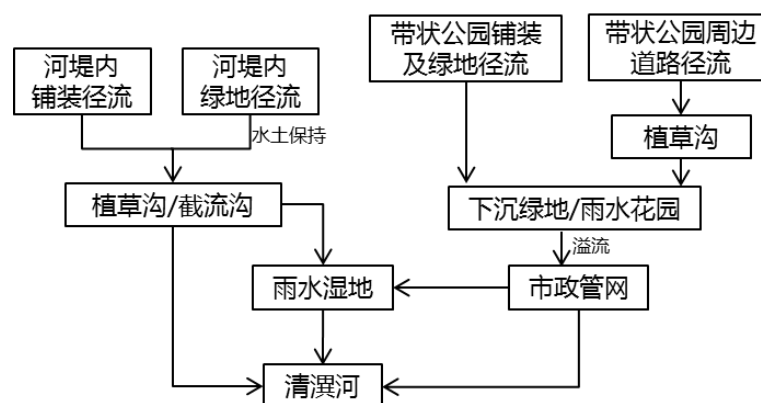 河堤内
铺装径流
河堤内
绿地径流
带状公园铺装
及绿地径流
带状公园周边
道路径流
水土保持
植草沟
植草沟/截流沟
下沉绿地/雨水花园
溢流
雨水湿地
市政管网
清潩河